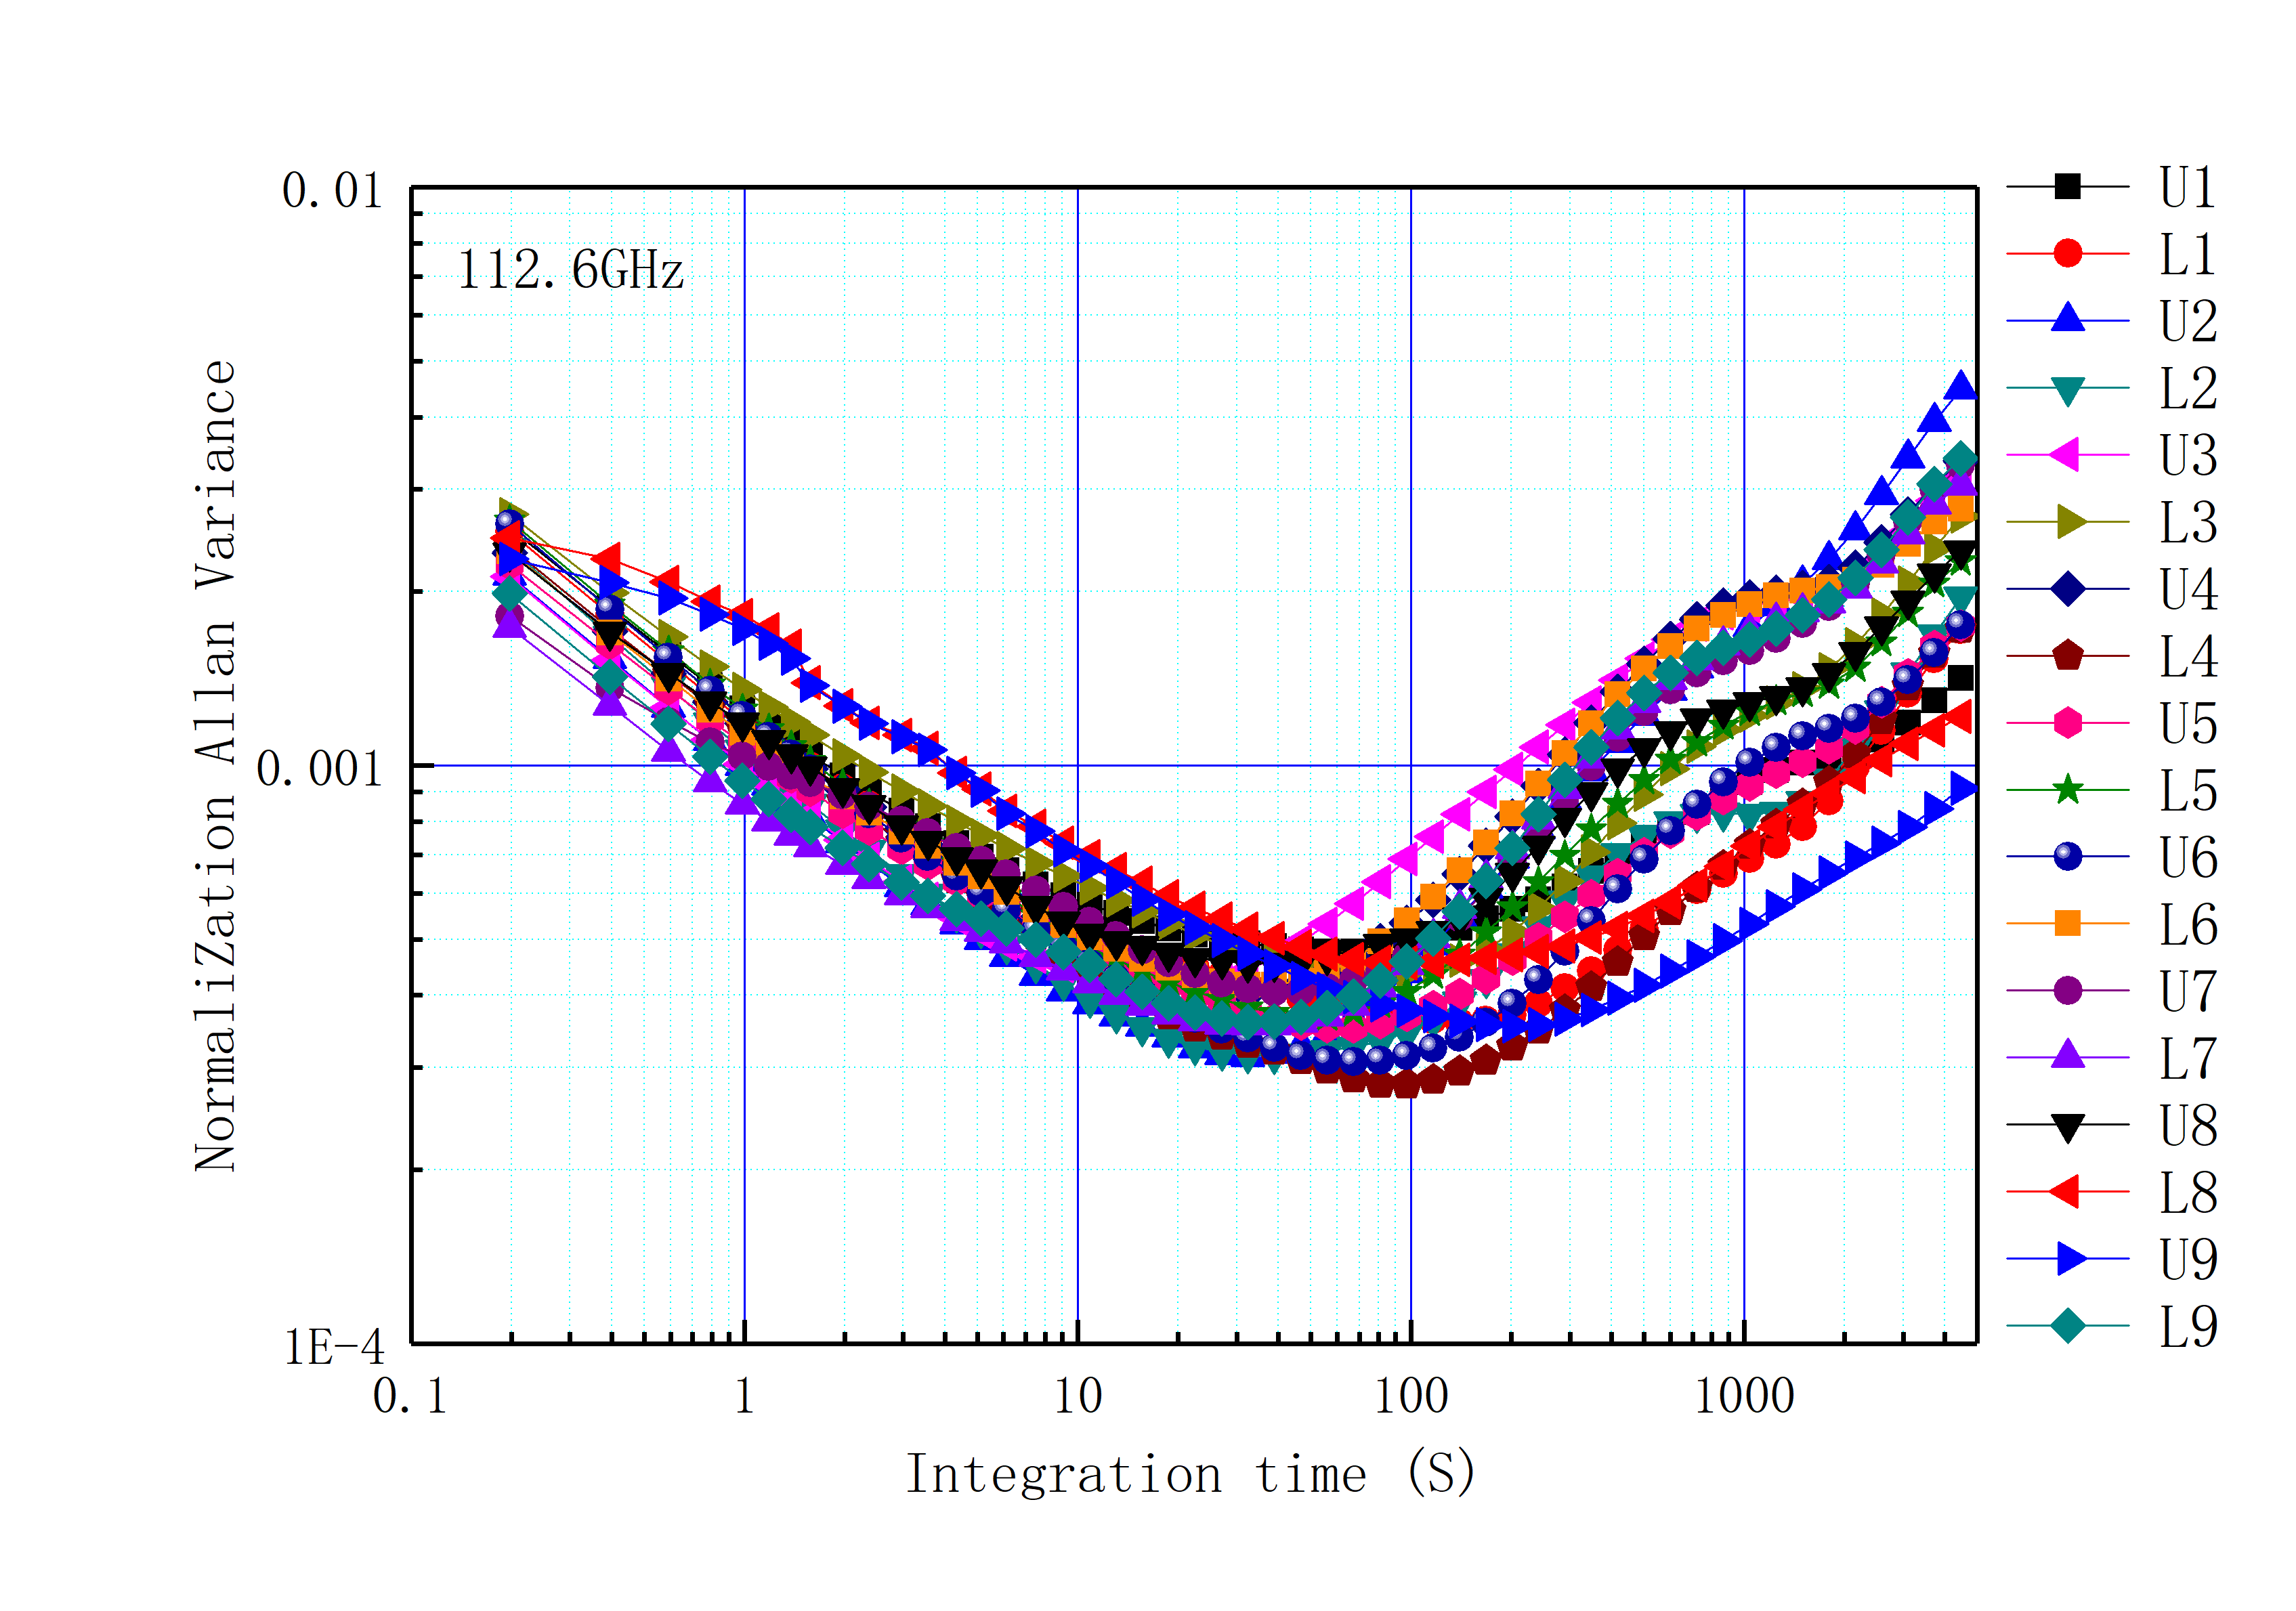 0.01
112.6GHz
NormaliZation Allan Variance
0.001
1E-4
0.1
1
10
100
1000
Integration time (S)
U1
L1
U2
L2
U3
L3
U4
L4
U5
L5
U6
L6
U7
L7
U8
L8
U9
L9